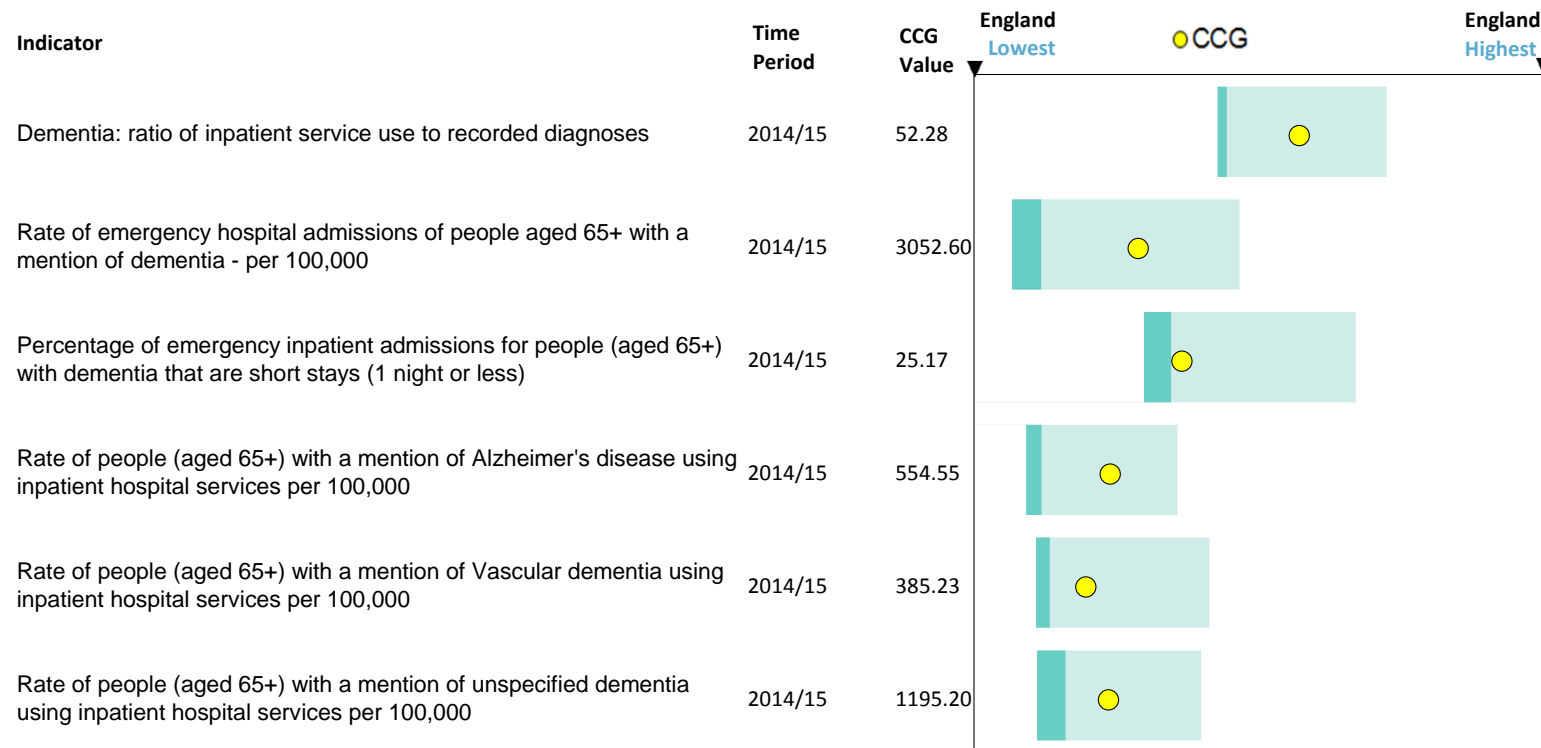 Indicator
Time
Period
CCG
Value
England
Lowest
CCG
England
Highest
Dementia: ratio of inpatient service use to recorded diagnoses
2014/15
52.28
Rate of emergency hospital admissions of people aged 65+ with a
mention of dementia - per 100,000
2014/15
3052.60
Percentage of emergency inpatient admissions for people (aged 65+)
with dementia that are short stays (1 night or less)
2014/15
25.17
Rate of people (aged 65+) with a mention of Alzheimer's disease using
inpatient hospital services per 100,000
2014/15
554.55
Rate of people (aged 65+) with a mention of Vascular dementia using
inpatient hospital services per 100,000
2014/15
385.23
Rate of people (aged 65+) with a mention of unspecified dementia
using inpatient hospital services per 100,000
2014/15
1195.20